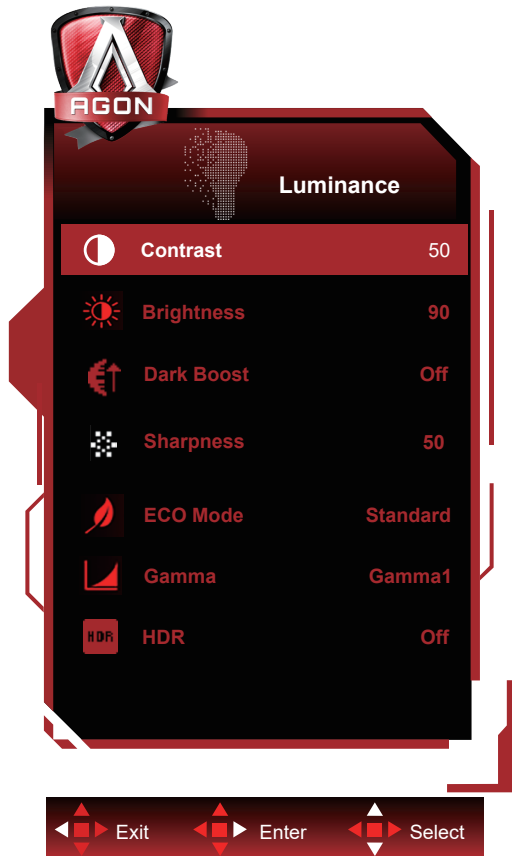 AGON
Luminance
Contrast 50
Brightness 90
Dark Boost Off
Sharpness 50
ECO Mode Standard
Gamma Gamma1
HDR HDR Off
Exit Enter Select